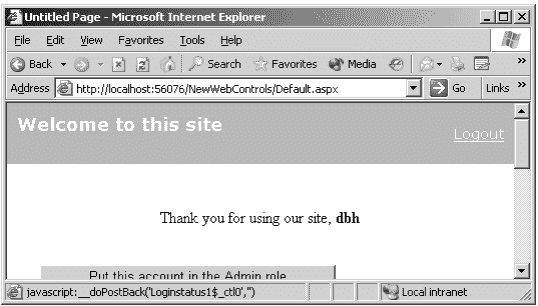 Untitled Page - Microsoft Internet Explorer
File Edit View Favorites Tools Help
Back Search Favorites Media »
Address http://localhost:56076/NewWebControls/Default.aspx Go Links »
Welcome to this site
Logout
Thank you for using our site, dbh
Put this account in the Admin role
javascript:__doPostBack('Loginstatus1$_ctl0','') Local intranet